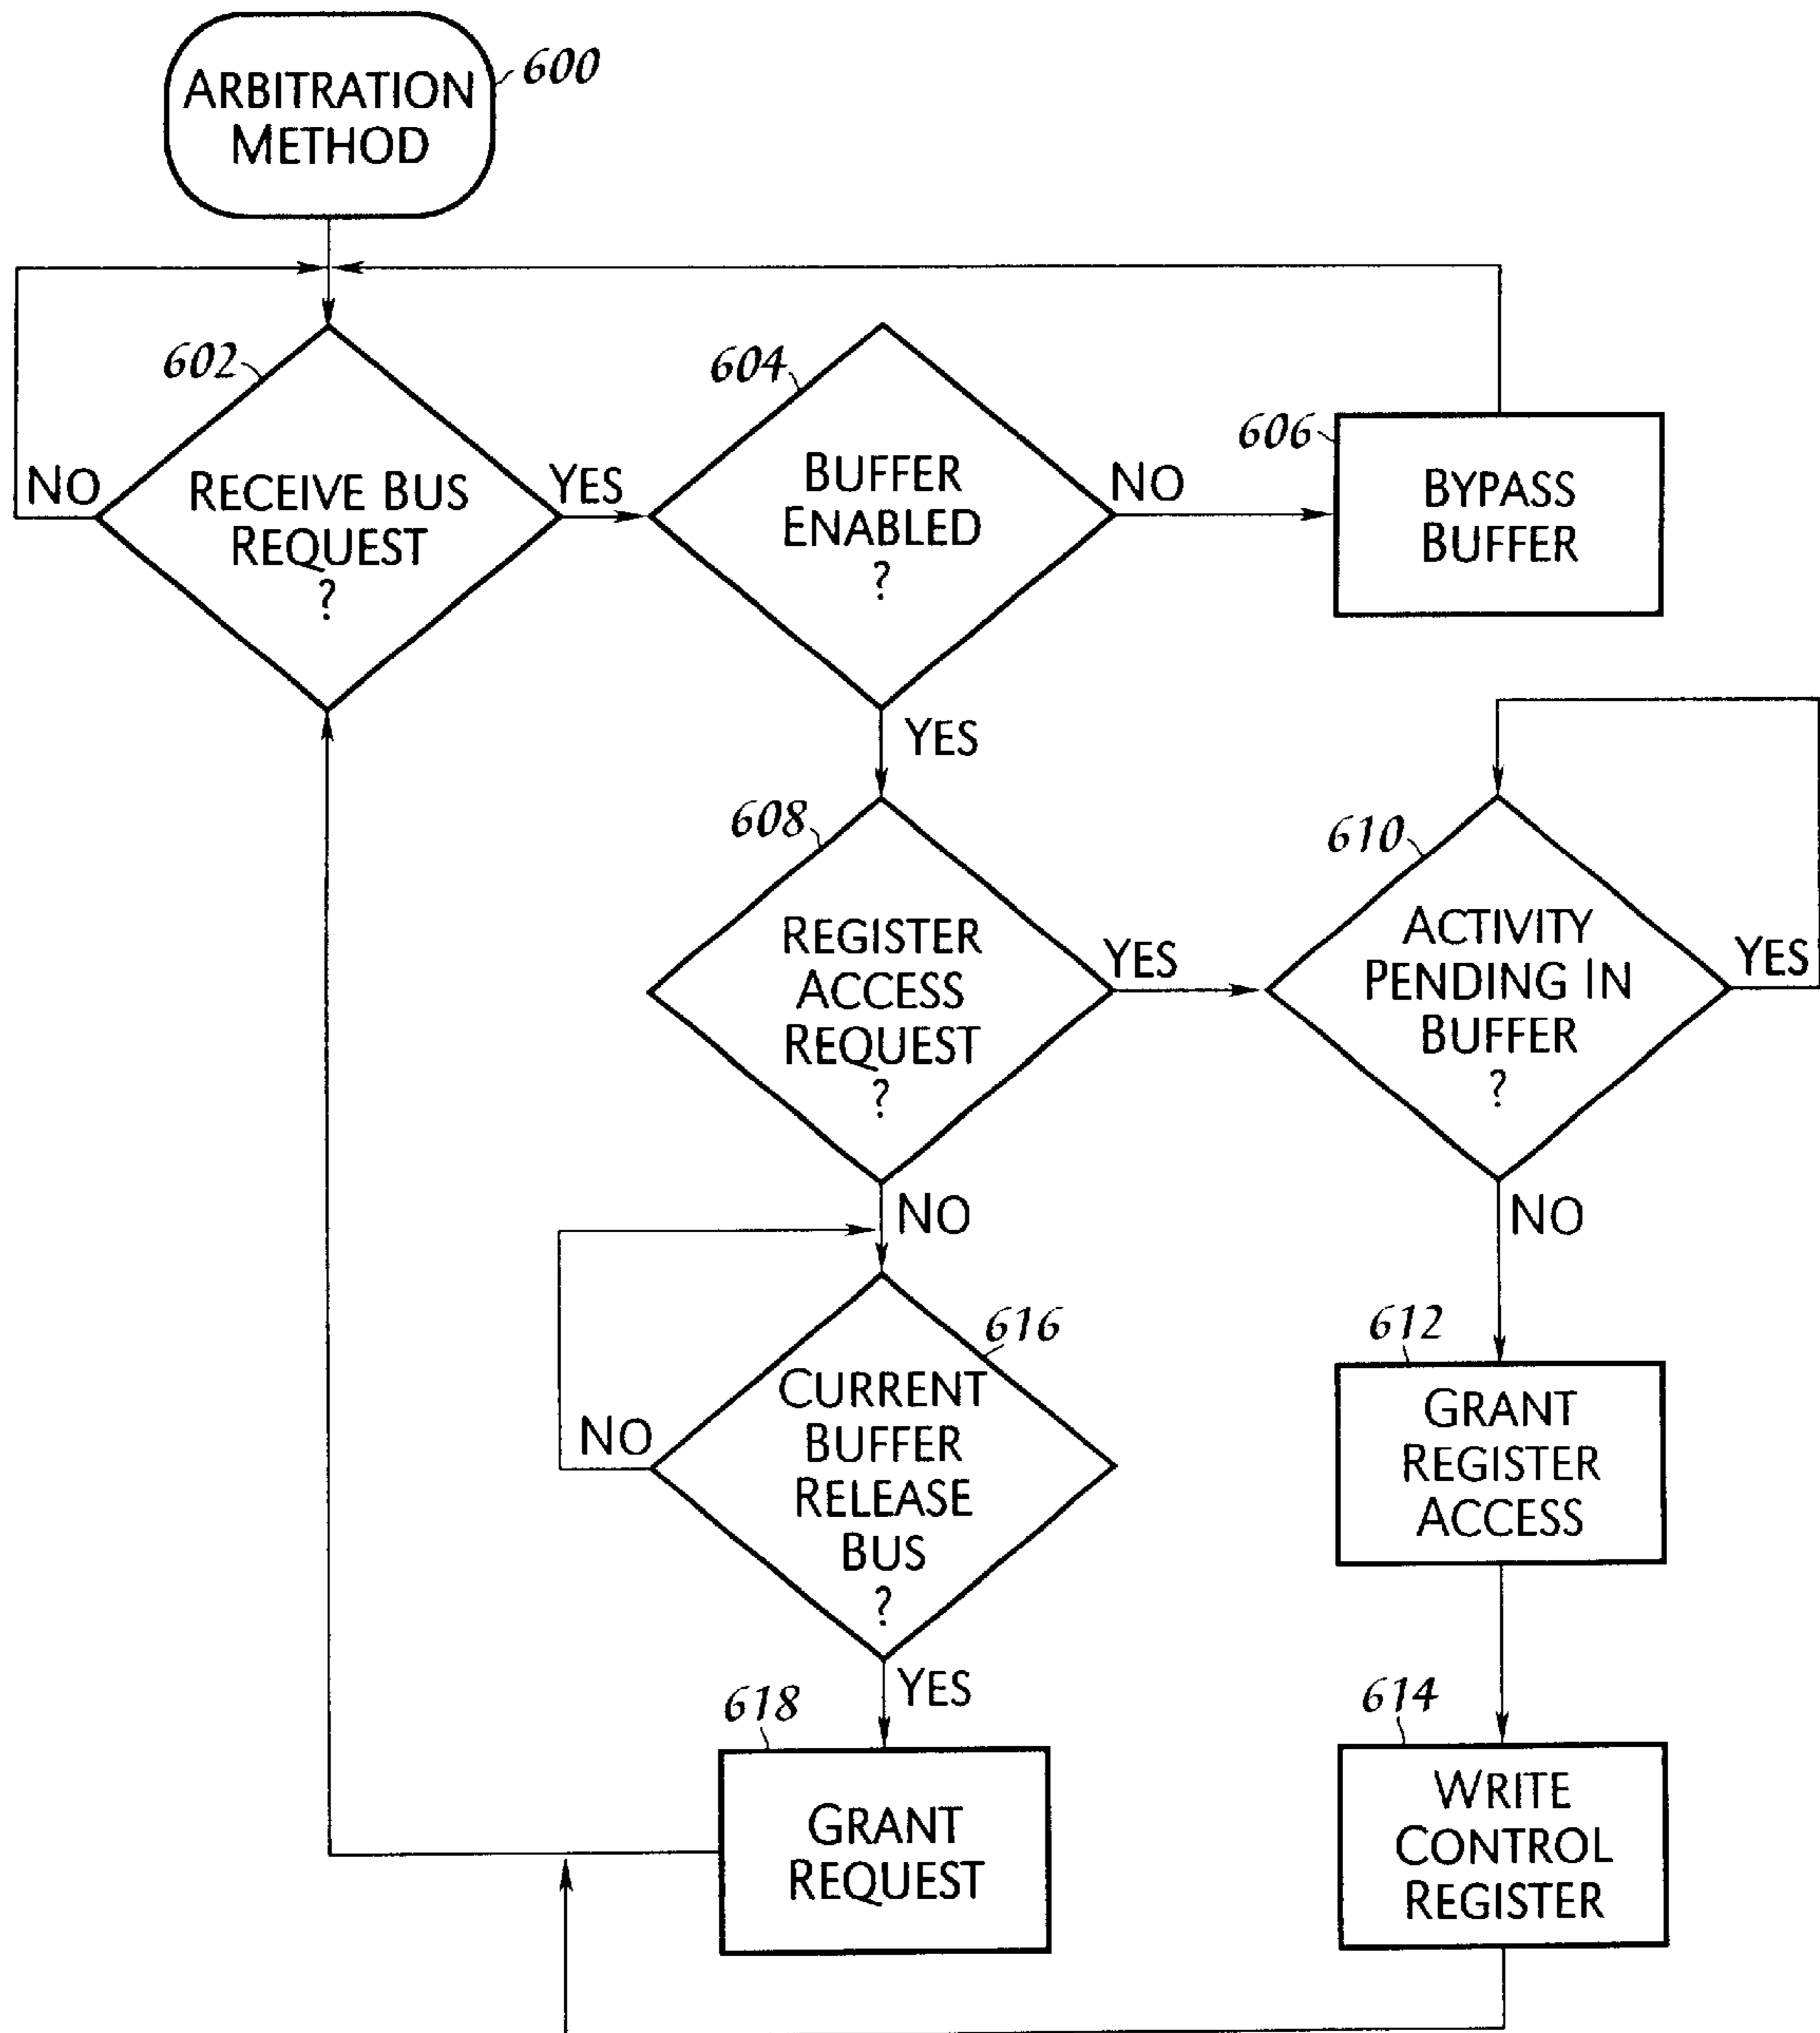 ARBITRATION
METHOD
600
602
RECEIVE BUS
REQUEST
?
NO
YES
604
BUFFER
ENABLED
?
NO
606
BYPASS
BUFFER
YES
608
REGISTER
ACCESS
REQUEST
?
YES
610
ACTIVITY
PENDING IN
BUFFER
?
YES
NO
NO
616
CURRENT
BUFFER
RELEASE
BUS
?
NO
612
GRANT
REGISTER
ACCESS
YES
618
GRANT
REQUEST
614
WRITE
CONTROL
REGISTER